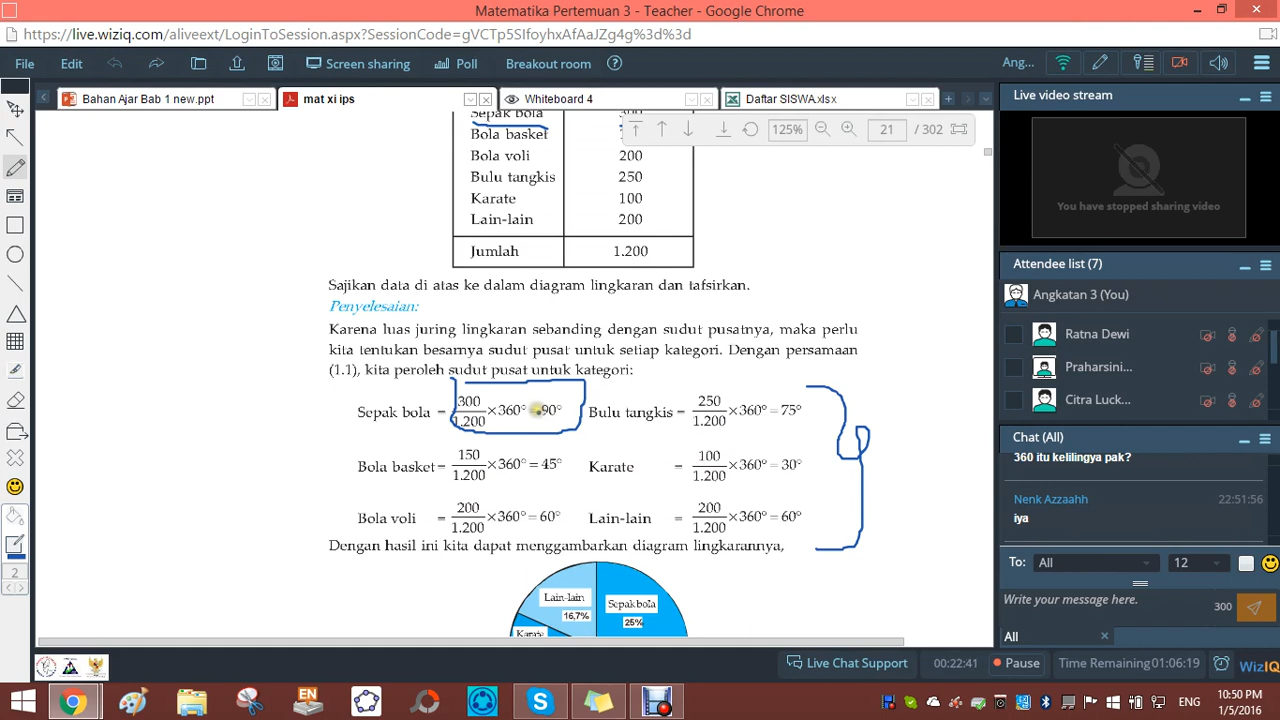 Matematika Pertemuan 3 - Teacher - Google Chrome
https://live.wiziq.com/aliveext/LoginToSession.aspx?SessionCode=gVCTp5SIfoyhxAfAaJZg4g%3d%3d
File Edit Screen sharing Poll Breakout room ? Ang...
Bahan Ajar Bab 1 new.ppt mat xi ips Whiteboard 4 Daftar SISWA.xlsx
Live video stream
Sepak bola 300
125% 21 / 302
Bola basket
Bola voli 200
Bulu tangkis 250
Karate 100
Lain-lain 200
Jumlah 1.200
You have stopped sharing video
Attendee list (7)
Angkatan 3 (You)
Ratna Dewi
Praharsini...
Citra Luck...
Sajikan data di atas ke dalam diagram lingkaran dan tafsirkan.
Penyelesaian:
Karena luas juring lingkaran sebanding dengan sudut pusatnya, maka perlu
kita tentukan besarnya sudut pusat untuk setiap kategori. Dengan persamaan
(1.1), kita peroleh sudut pusat untuk kategori:
Sepak bola = 300/1.200 × 360° = 90° Bulu tangkis = 250/1.200 × 360° = 75°
Bola basket = 150/1.200 × 360° = 45° Karate = 100/1.200 × 360° = 30°
Bola voli = 200/1.200 × 360° = 60° Lain-lain = 200/1.200 × 360° = 60°
Dengan hasil ini kita dapat menggambarkan diagram lingkarannya,
Lain-lain
16,7%
Sepak bola
25%
Karate
Chat (All)
360 itu kelilingya pak?
Nenk Azzaahh 22:51:56
iya
To: All 12
Write your message here. 300
All
2
Live Chat Support 00:22:41 Pause Time Remaining 01:06:19 WizIQ
EN
ENG 10:50 PM
1/5/2016